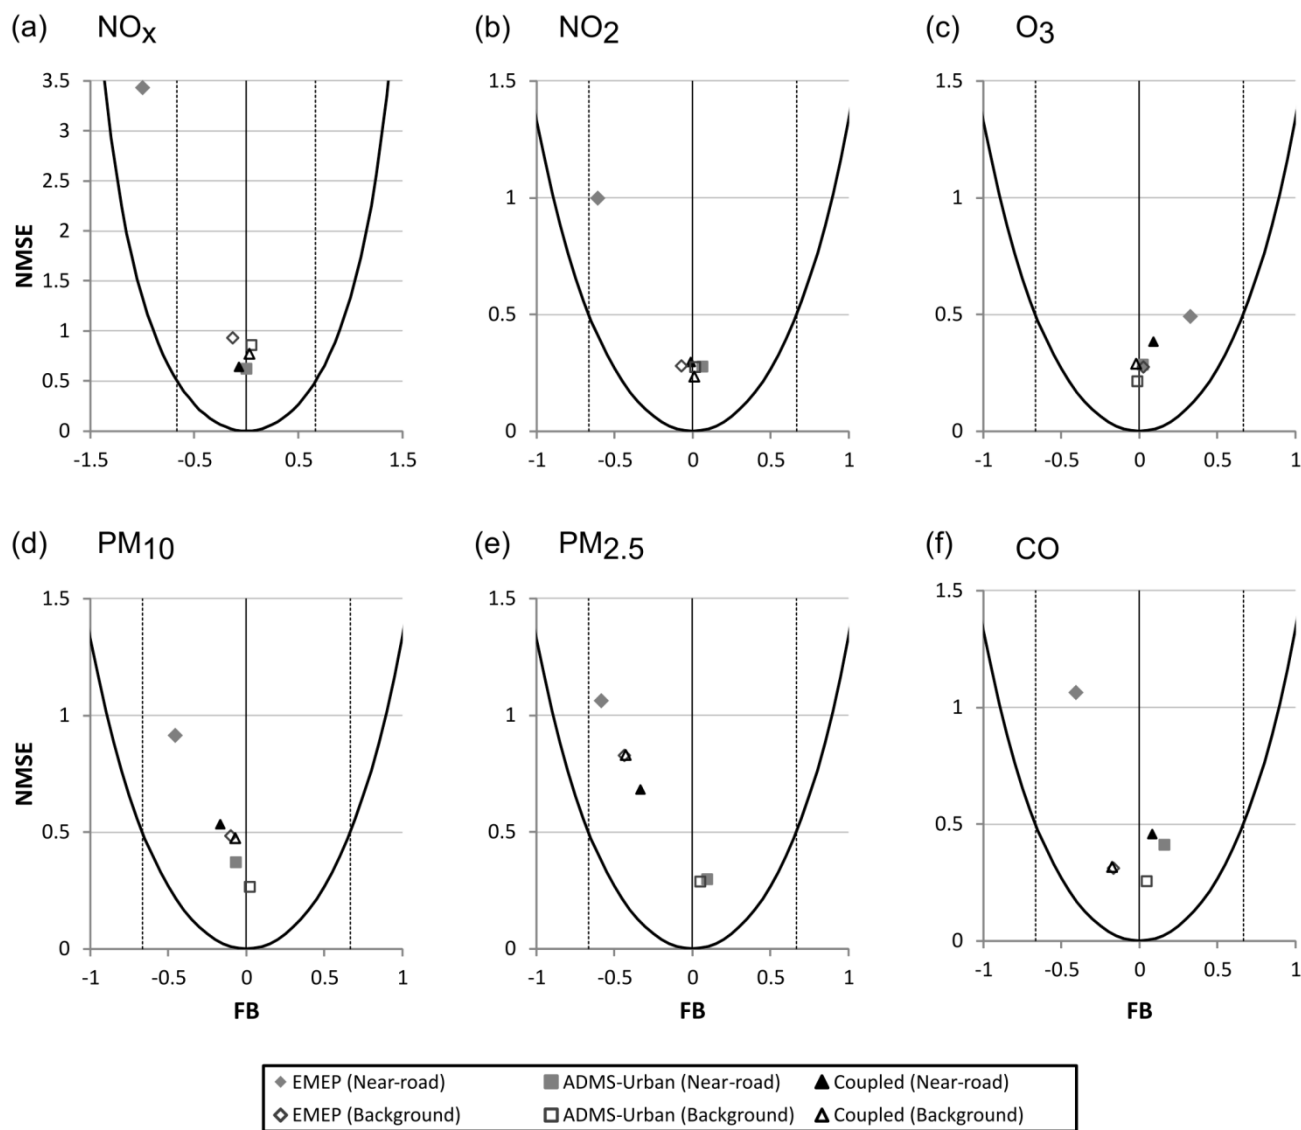 (a) NOx (b) NO2 (c) O3
3.5 1.5 1.5
3
2.5 1 1
2
NMSE
1.5 0.5 0.5
1
0.5
0 0 0
-1.5 -0.5 0.5 1.5 -1 -0.5 0 0.5 1 -1 -0.5 0 0.5 1
(d) PM10 (e) PM2.5 (f) CO
1.5 1.5 1.5
1 1 1
NMSE
0.5 0.5 0.5
0 0 0
-1 -0.5 0 0.5 1 -1 -0.5 0 0.5 1 -1 -0.5 0 0.5 1
FB FB FB
EMEP (Near-road) ADMS-Urban (Near-road) Coupled (Near-road)
EMEP (Background) ADMS-Urban (Background) Coupled (Background)